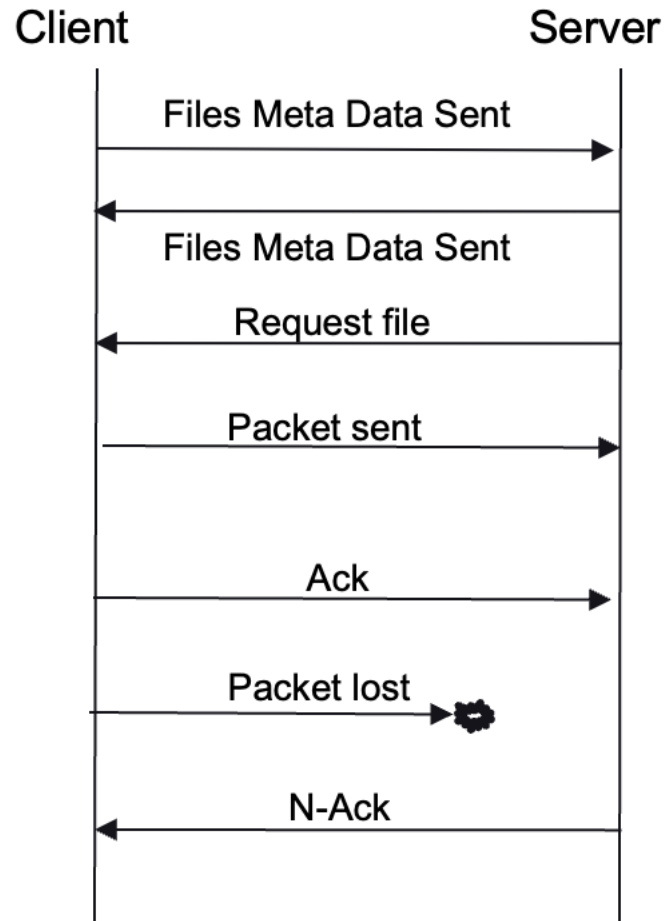 Client
Server
Files Meta Data Sent
Files Meta Data Sent
Request file
Packet sent
Ack
Packet lost
N-Ack